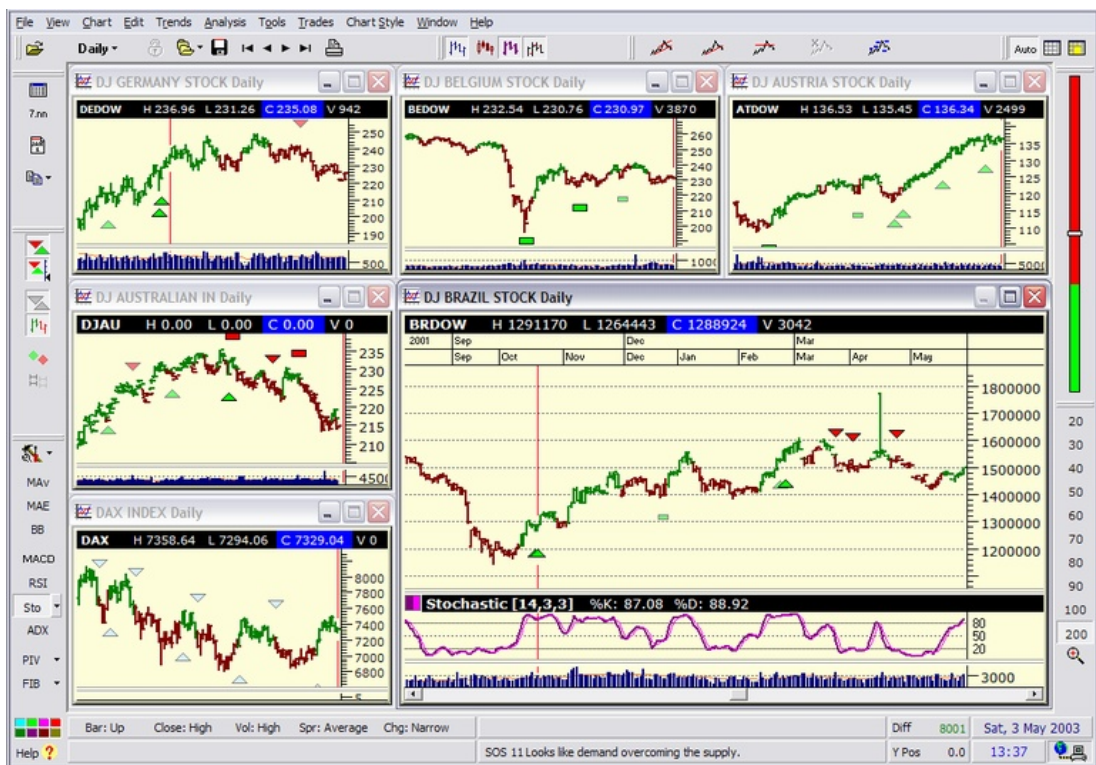 File View Chart Edit Trends Analysis Tools Trades Chart Style Window Help
Daily
Auto
7.nn
MAv
MAE
BB
MACD
RSI
Sto
ADX
PIV
FIB
DJ GERMANY STOCK Daily
DEDOW H 236.96 L 231.26 C 235.08 V 942
250
240
230
220
210
200
190
500
DJ BELGIUM STOCK Daily
BEDOW H 232.54 L 230.76 C 230.97 V 3870
260
250
240
230
220
210
200
1000
DJ AUSTRIA STOCK Daily
ATDOW H 136.53 L 135.45 C 136.34 V 2499
135
130
125
120
115
110
5000
DJ AUSTRALIAN IN Daily
DJAU H 0.00 L 0.00 C 0.00 V 0
235
230
225
220
215
210
4500
DAX INDEX Daily
DAX H 7358.64 L 7294.06 C 7329.04 V 0
8000
7600
7400
7200
7000
6800
5
DJ BRAZIL STOCK Daily
BRDOW H 1291170 L 1264443 C 1288924 V 3042
2001 Sep Dec Mar
Sep Oct Nov Dec Jan Feb Mar Apr May
1800000
1700000
1600000
1500000
1400000
1300000
1200000
Stochastic [14,3,3] %K: 87.08 %D: 88.92
80
50
20
3000
20
30
40
50
60
70
80
90
100
200
Bar: Up Close: High Vol: High Spr: Average Chg: Narrow Diff 8001 Sat, 3 May 2003
Help ? SOS 11 Looks like demand overcoming the supply. Y Pos 0.0 13:37